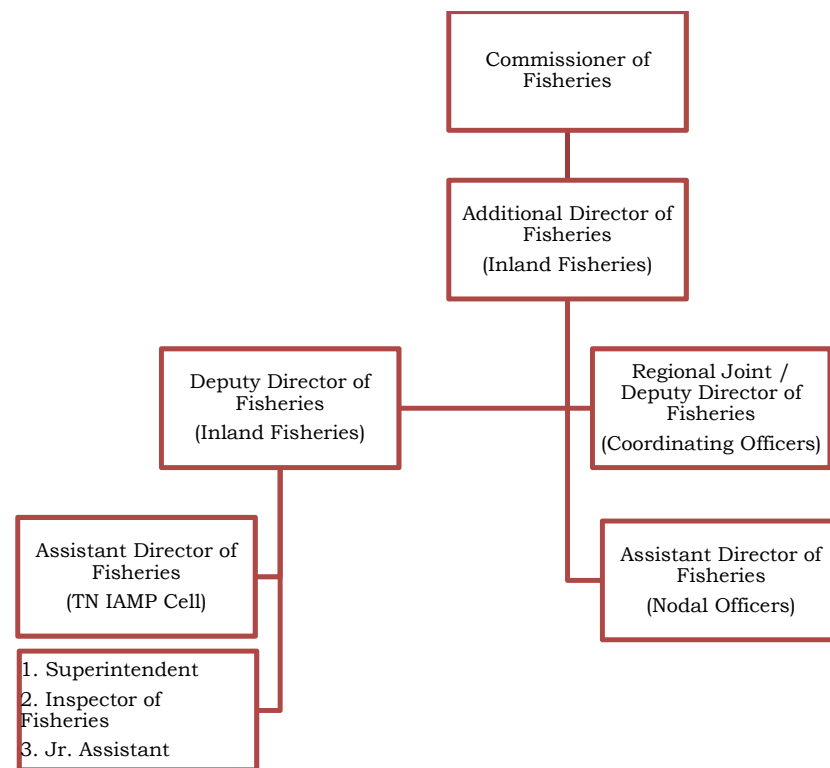 Commissioner of
Fisheries
Additional Director of
Fisheries
(Inland Fisheries)
Deputy Director of
Fisheries
(Inland Fisheries)
Regional Joint /
Deputy Director of
Fisheries
(Coordinating Officers)
Assistant Director of
Fisheries
(TN IAMP Cell)
Assistant Director of
Fisheries
(Nodal Officers)
1. Superintendent
2. Inspector of
Fisheries
3. Jr. Assistant